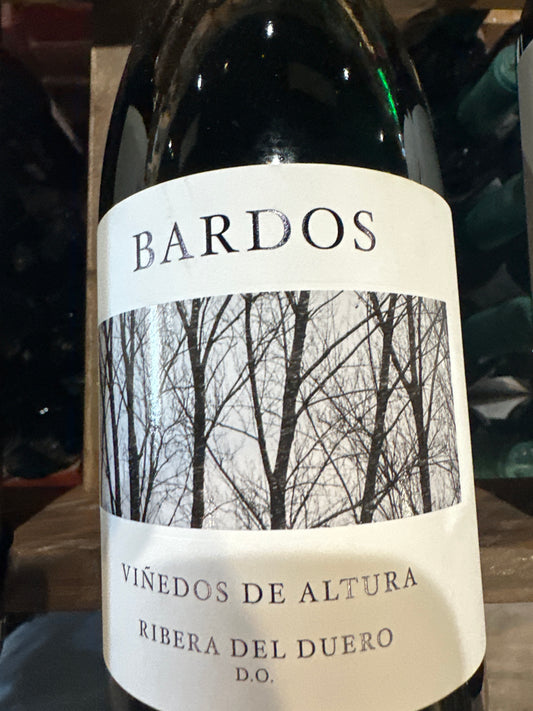 BARDOS
VIÑEDOS DE ALTURA
RIBERA DEL DUERO
D.O.